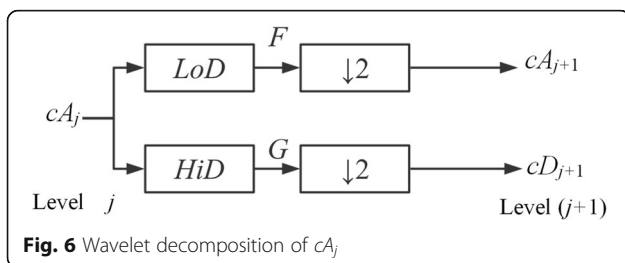 F
LoD
↓2
cA_{j+1}
cA_j
G
HiD
↓2
cD_{j+1}
Level j
Level (j+1)
Fig. 6 Wavelet decomposition of cA_j